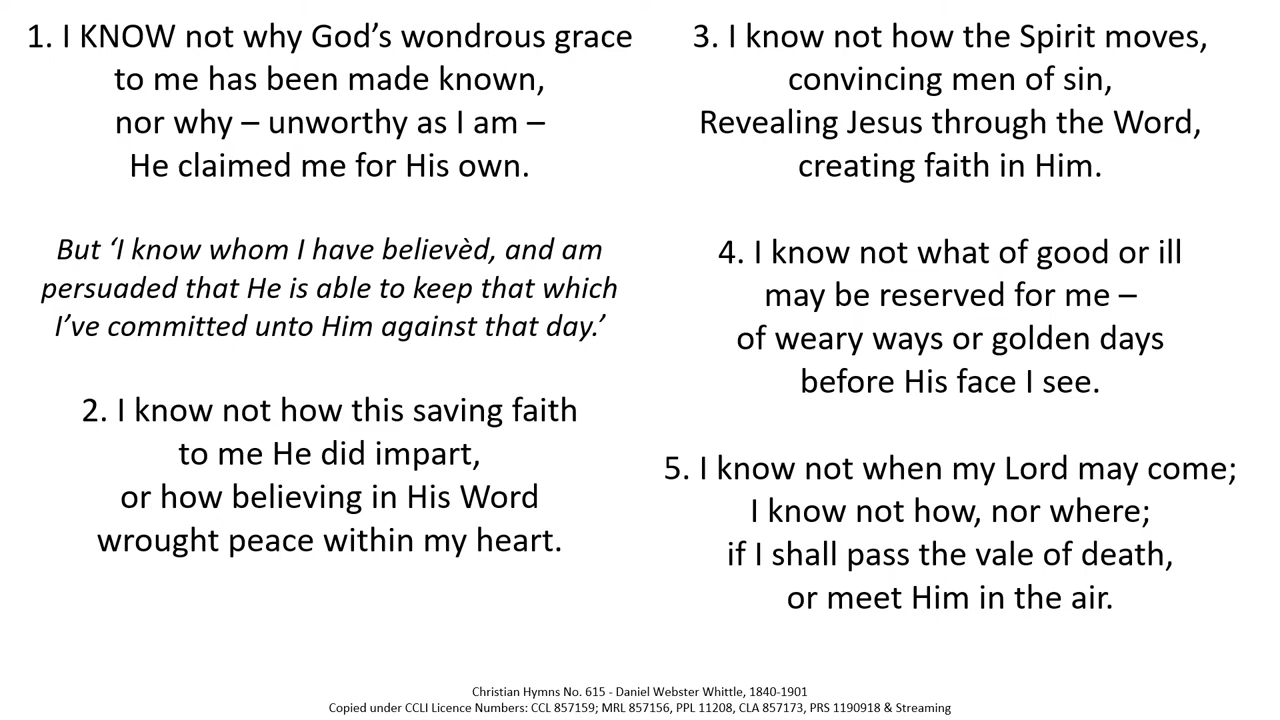 1. I KNOW not why God’s wondrous grace
to me has been made known,
nor why – unworthy as I am –
He claimed me for His own.
But ‘I know whom I have believèd, and am
persuaded that He is able to keep that which
I’ve committed unto Him against that day.’
2. I know not how this saving faith
to me He did impart,
or how believing in His Word
wrought peace within my heart.
3. I know not how the Spirit moves,
convincing men of sin,
Revealing Jesus through the Word,
creating faith in Him.
4. I know not what of good or ill
may be reserved for me –
of weary ways or golden days
before His face I see.
5. I know not when my Lord may come;
I know not how, nor where;
if I shall pass the vale of death,
or meet Him in the air.
Christian Hymns No. 615 - Daniel Webster Whittle, 1840-1901
Copied under CCLI Licence Numbers: CCL 857159; MRL 857156, PPL 11208, CLA 857173, PRS 1190918 & Streaming